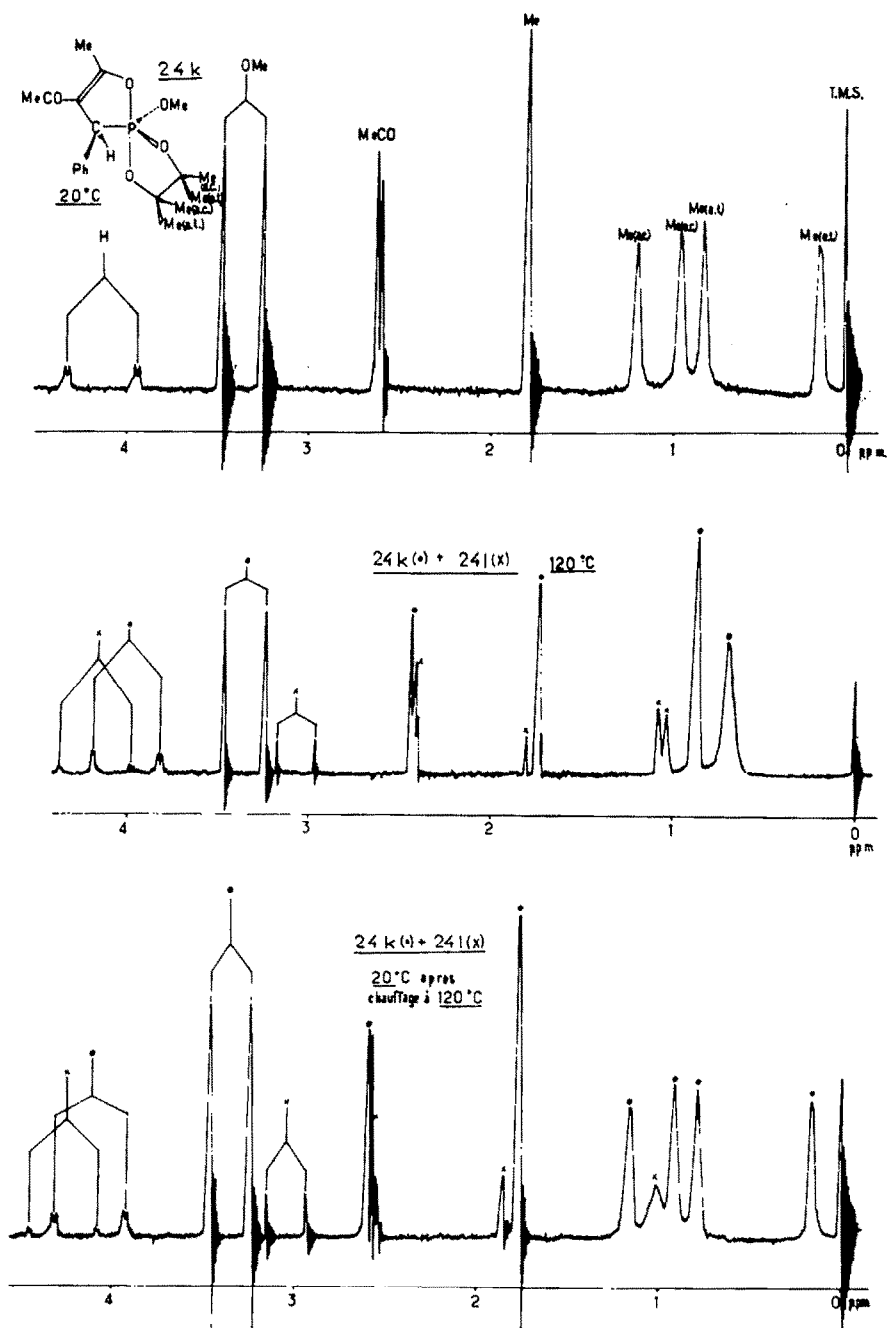 Me
24 k
OMe
O
MeCO
OMe
C
P
H
O
Ph
O
Me
20°C
Me(a.t.)
H
MeCO
Me
T.M.S.
4
3
2
1
0 ppm.
24 k (•) + 24 l (x)
120°C
x
x
x
x
x
x
4
3
2
1
0
ppm
24 k (•) + 24 l (x)
20°C apres
chauffage à 120°C
x
x
x
x
x
4
3
2
1
0 ppm